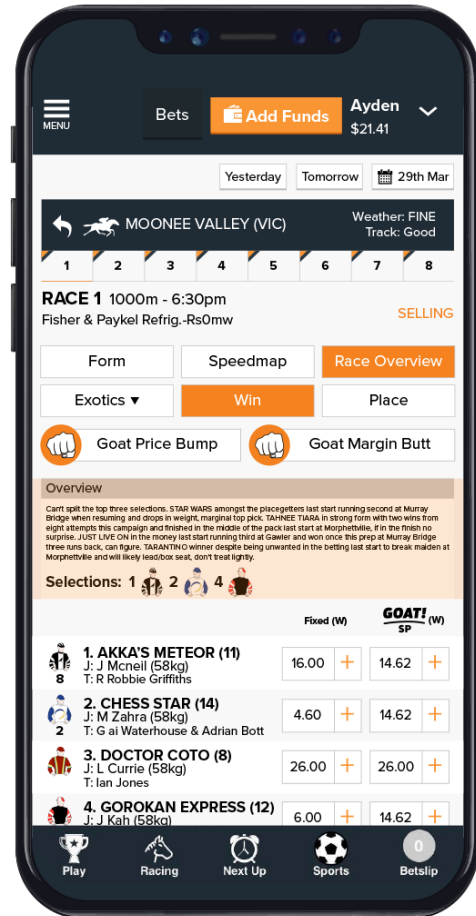 MENU
Bets
Add Funds
Ayden
$21.41
Yesterday
Tomorrow
29th Mar
MOONEE VALLEY (VIC)
Weather: FINE
Track: Good
1 2 3 4 5 6 7 8
RACE 1 1000m - 6:30pm
Fisher & Paykel Refrig.-Rs0mw
SELLING
Form
Speedmap
Race Overview
Exotics ▼
Win
Place
Goat Price Bump
Goat Margin Butt
Overview
Can't split the top three selections. STAR WARS amongst the placegetters last start running second at Murray
Bridge when resuming and drops in weight, marginal top pick. TAHNEE TIARA in strong form with two wins from
eight attempts this campaign and finished in the middle of the pack last start at Morphettville, if in the finish no
surprise. JUST LIVE ON in the money last start running third at Gawler and won once this prep at Murray Bridge
three runs back, can figure. TARANTINO winner despite being unwanted in the betting last start to break maiden at
Morphettville and will likely lead/box seat, don't treat lightly.
Selections: 1 2 4
Fixed (W)
GOAT! (W)
SP
1. AKKA'S METEOR (11)
J: J Mcneil (58kg)
8 T: R Robbie Griffiths
16.00 + 14.62 +
2. CHESS STAR (14)
J: M Zahra (58kg)
2 T: G ai Waterhouse & Adrian Bott
4.60 + 14.62 +
3. DOCTOR COTO (8)
J: L Currie (58kg)
T: Ian Jones
26.00 + 26.00 +
4. GOROKAN EXPRESS (12)
J: J Kah (58kg)
6.00 + 14.62 +
Play
Racing
Next Up
Sports
0
Betslip